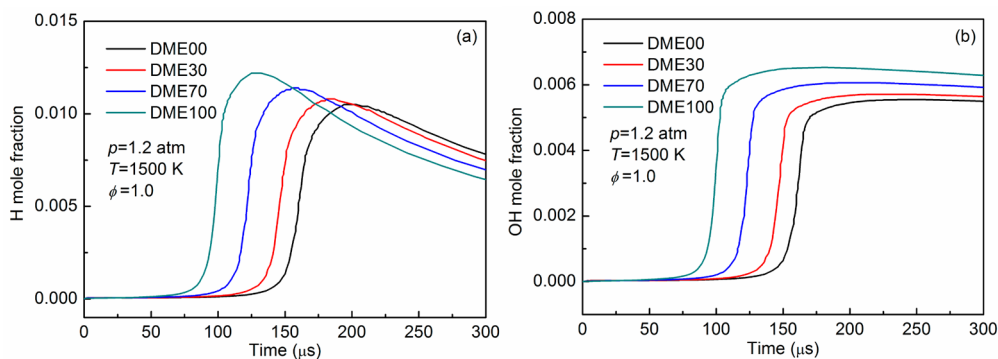 (a)
DME00
DME30
DME70
DME100
p=1.2 atm
T=1500 K
ϕ=1.0
H mole fraction
0.015
0.010
0.005
0.000
0 50 100 150 200 250 300
Time (μs)
(b)
DME00
DME30
DME70
DME100
p=1.2 atm
T=1500 K
ϕ=1.0
OH mole fraction
0.008
0.006
0.004
0.002
0.000
0 50 100 150 200 250 300
Time (μs)